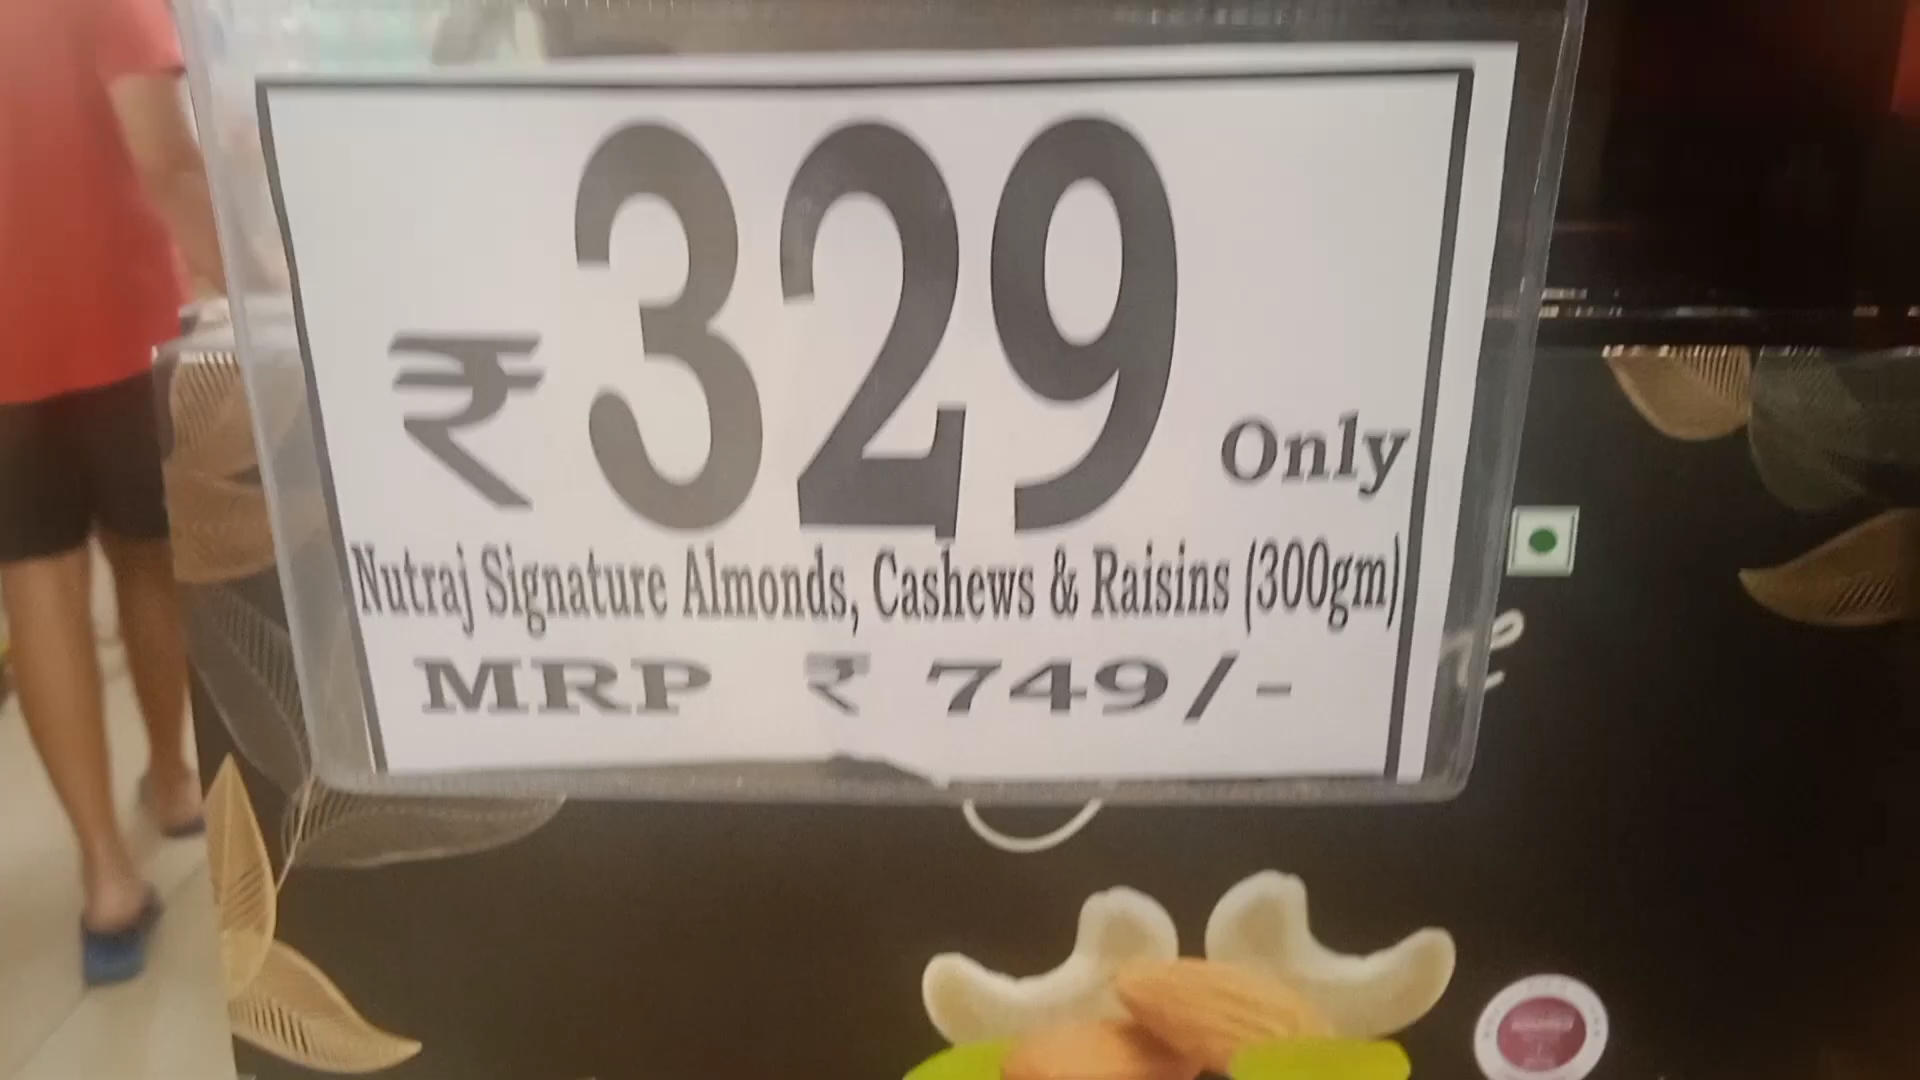 ₹ 329 Only
Nutraj Signature Almonds, Cashews & Raisins (300gm)
MRP ₹ 749/-